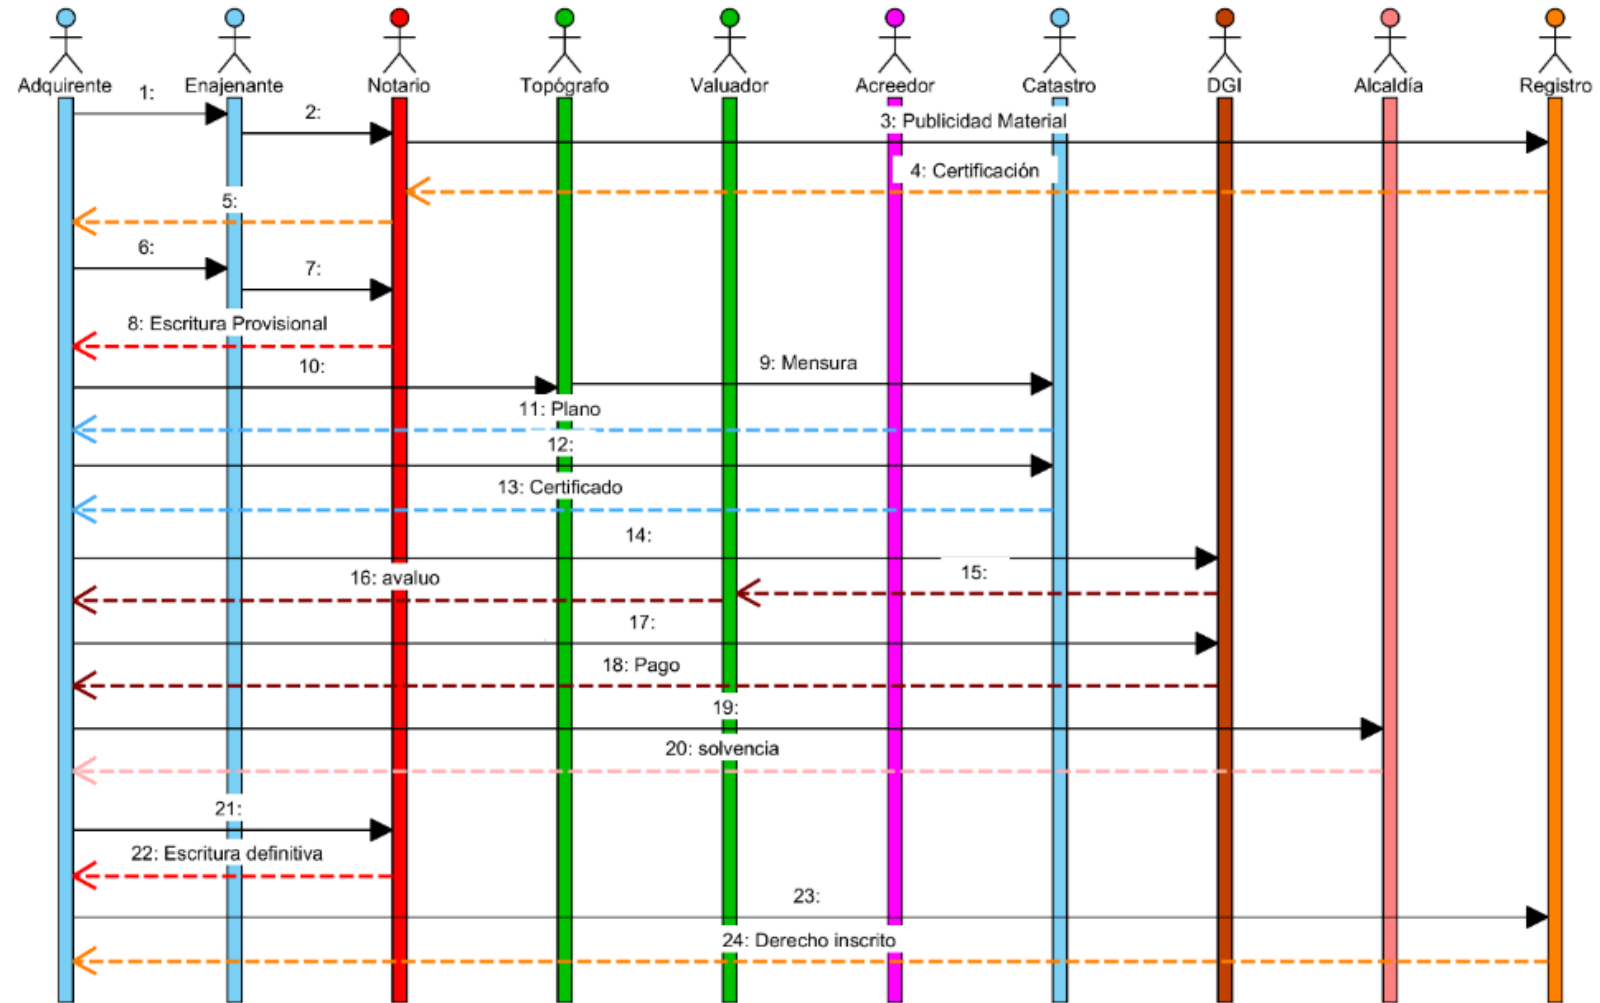 Adquirente
Enajenante
Notario
Topógrafo
Valuador
Acreedor
Catastro
DGI
Alcaldía
Registro
1:
2:
3: Publicidad Material
4: Certificación
5:
6:
7:
8: Escritura Provisional
9: Mensura
10:
11: Plano
12:
13: Certificado
14:
15:
16: avaluo
17:
18: Pago
19:
20: solvencia
21:
22: Escritura definitiva
23:
24: Derecho inscrito